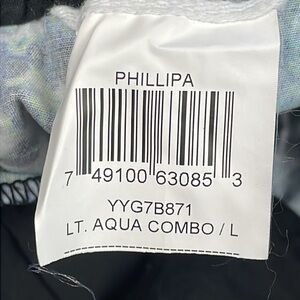 PHILLIPA
7 49100 63085 3
YYG7B871
LT. AQUA COMBO / L